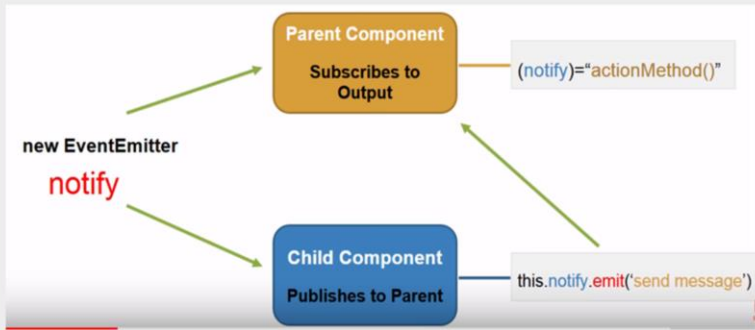 Parent Component
Subscribes to
Output
(notify)=“actionMethod()”
new EventEmitter
notify
Child Component
Publishes to Parent
this.notify.emit(‘send message’)